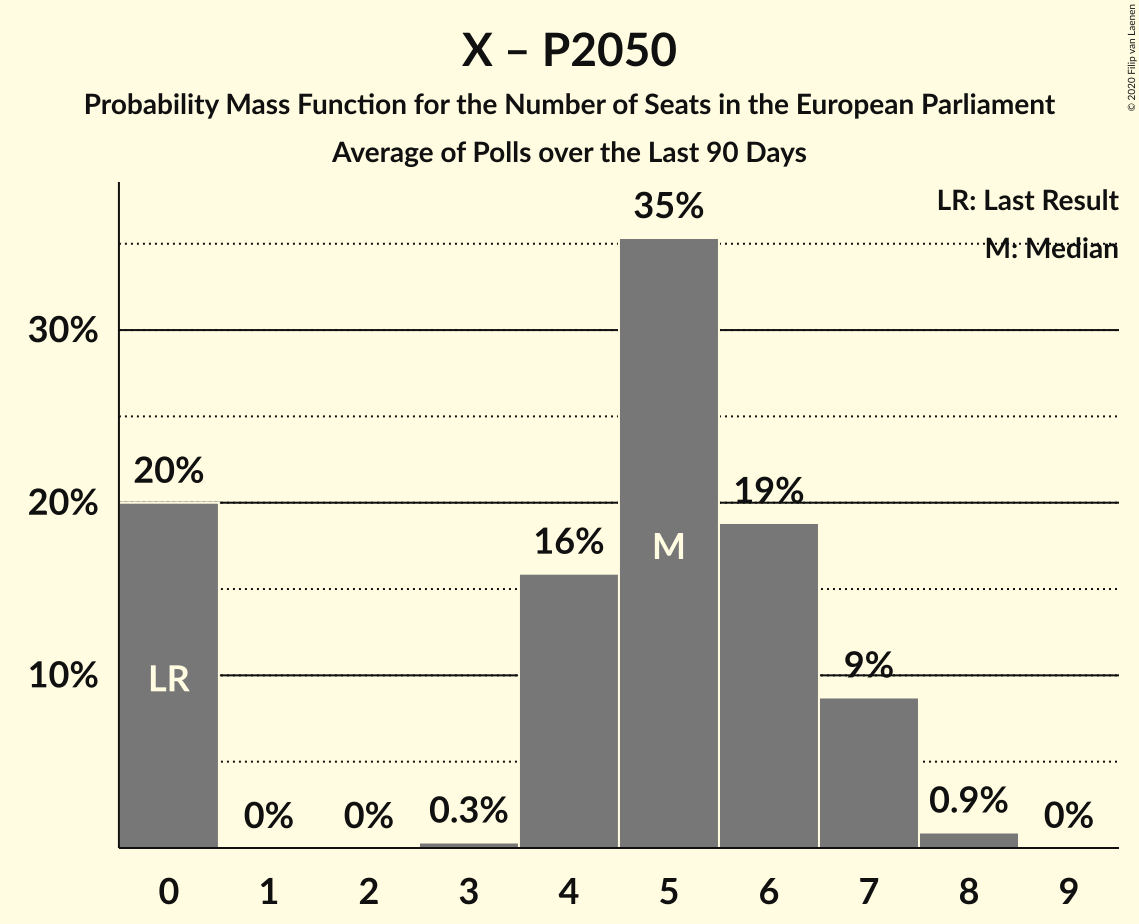 X – P2050
Probability Mass Function for the Number of Seats in the European Parliament
Average of Polls over the Last 90 Days
© 2020 Filip van Laenen
LR: Last Result
M: Median
35%
30%
20%
20%
19%
16%
M
10%
LR
9%
0%
0%
0.3%
0.9%
0%
0 1 2 3 4 5 6 7 8 9